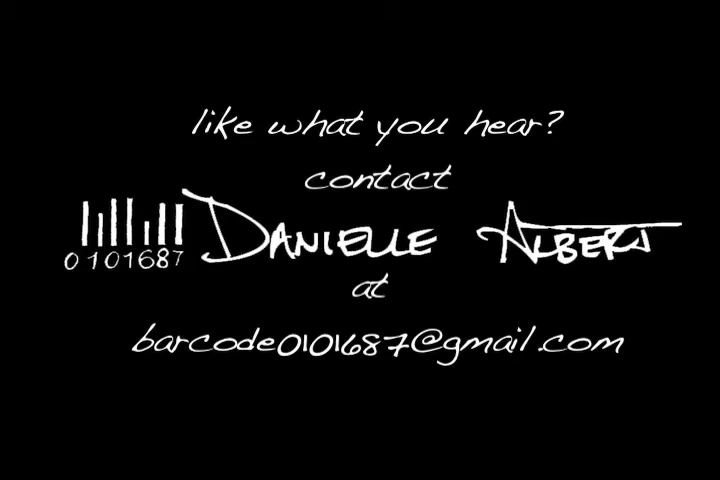 like what you hear?
contact
0101687 DANIELLE ALBERT
at
barcode0101687@gmail.com